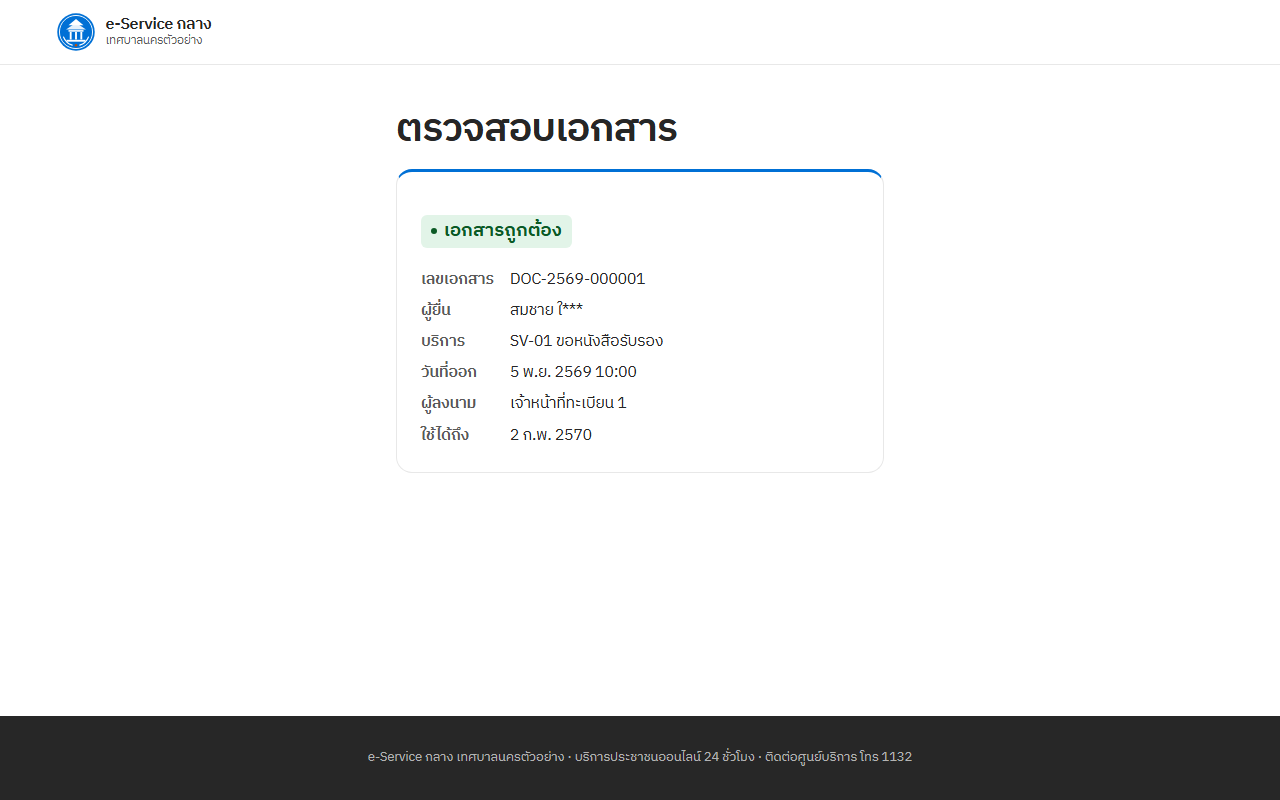 e-Service กลาง
เทศบาลนครตัวอย่าง
ตรวจสอบเอกสาร
• เอกสารถูกต้อง
เลขเอกสาร DOC-2569-000001
ผู้ยื่น สมชาย ใ***
บริการ SV-01 ขอหนังสือรับรอง
วันที่ออก 5 พ.ย. 2569 10:00
ผู้ลงนาม เจ้าหน้าที่ทะเบียน 1
ใช้ได้ถึง 2 ก.พ. 2570
e-Service กลาง เทศบาลนครตัวอย่าง · บริการประชาชนออนไลน์ 24 ชั่วโมง · ติดต่อศูนย์บริการ โทร 1132